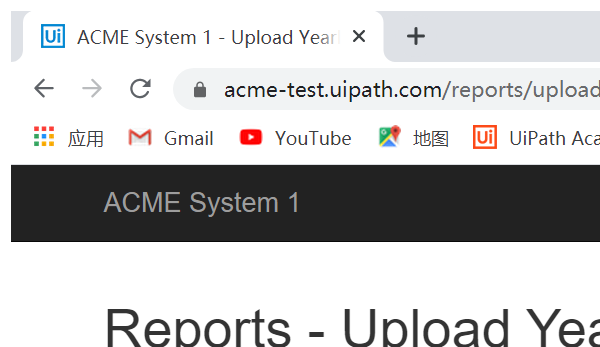 Ui ACME System 1 - Upload Year
acme-test.uipath.com/reports/upload
应用 Gmail YouTube 地图 Ui UiPath Aca
ACME System 1
Reports - Upload Yea